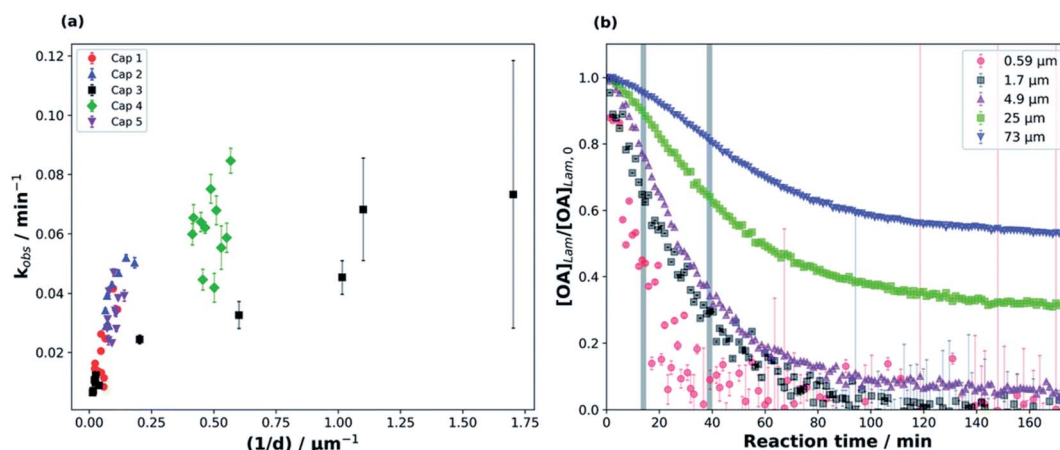 (a)
k_obs / min⁻¹
0.12
0.10
0.08
0.06
0.04
0.02
Cap 1
Cap 2
Cap 3
Cap 4
Cap 5
0.00 0.25 0.50 0.75 1.00 1.25 1.50 1.75
(1/d) / μm⁻¹
(b)
[OA]_Lam/[OA]_Lam, 0
1.0
0.8
0.6
0.4
0.2
0.0
0.59 μm
1.7 μm
4.9 μm
25 μm
73 μm
0 20 40 60 80 100 120 140 160
Reaction time / min